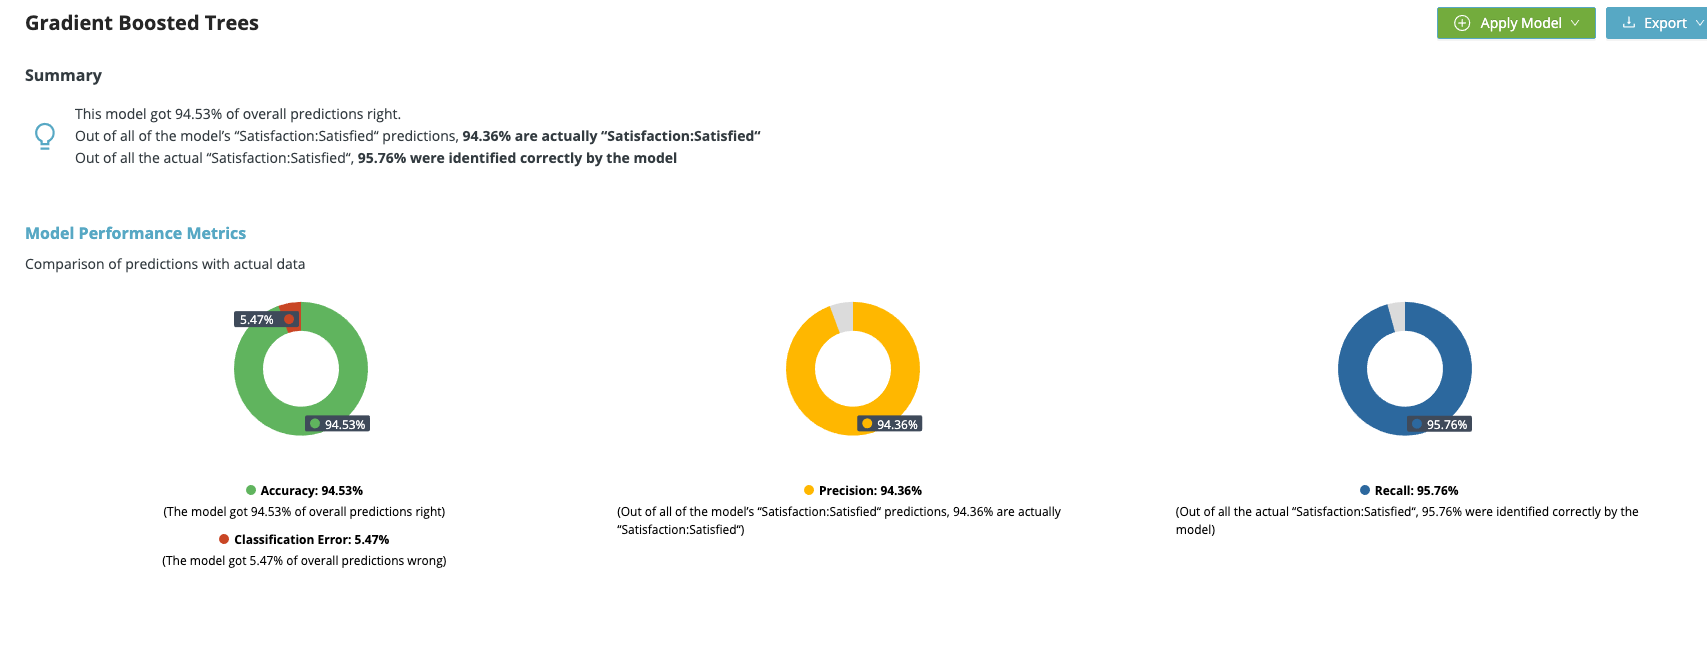 Gradient Boosted Trees
Apply Model
Export
Summary
This model got 94.53% of overall predictions right.
Out of all of the model’s “Satisfaction:Satisfied“ predictions, 94.36% are actually “Satisfaction:Satisfied“
Out of all the actual “Satisfaction:Satisfied“, 95.76% were identified correctly by the model
Model Performance Metrics
Comparison of predictions with actual data
5.47%
94.53%
94.36%
95.76%
Accuracy: 94.53%
(The model got 94.53% of overall predictions right)
Classification Error: 5.47%
(The model got 5.47% of overall predictions wrong)
Precision: 94.36%
(Out of all of the model’s “Satisfaction:Satisfied“ predictions, 94.36% are actually
“Satisfaction:Satisfied“)
Recall: 95.76%
(Out of all the actual “Satisfaction:Satisfied“, 95.76% were identified correctly by the
model)